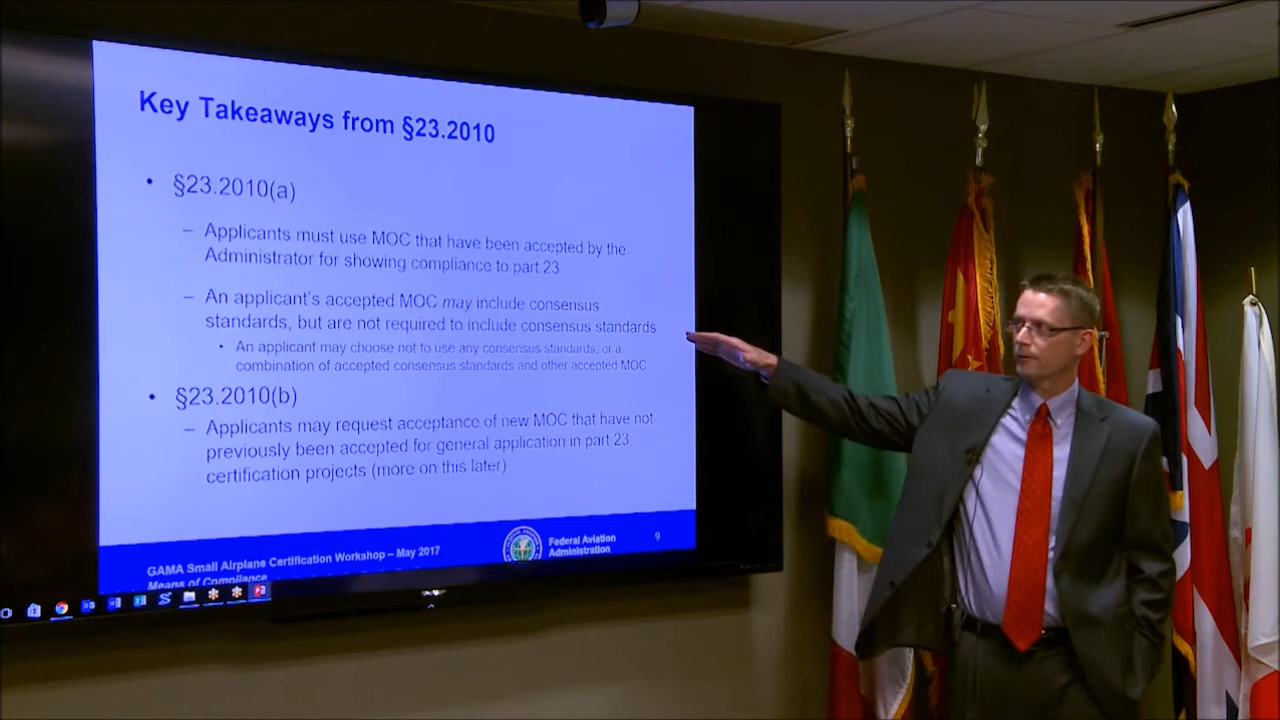 Key Takeaways from §23.2010
• §23.2010(a)
– Applicants must use MOC that have been accepted by the
Administrator for showing compliance to part 23
– An applicant's accepted MOC may include consensus
standards, but are not required to include consensus standards
• An applicant may choose not to use any consensus standards, or a
combination of accepted consensus standards and other accepted MOC
• §23.2010(b)
– Applicants may request acceptance of new MOC that have not
previously been accepted for general application in part 23
certification projects (more on this later)
GAMA Small Airplane Certification Workshop – May 2017
Means of Compliance
Federal Aviation
Administration
9